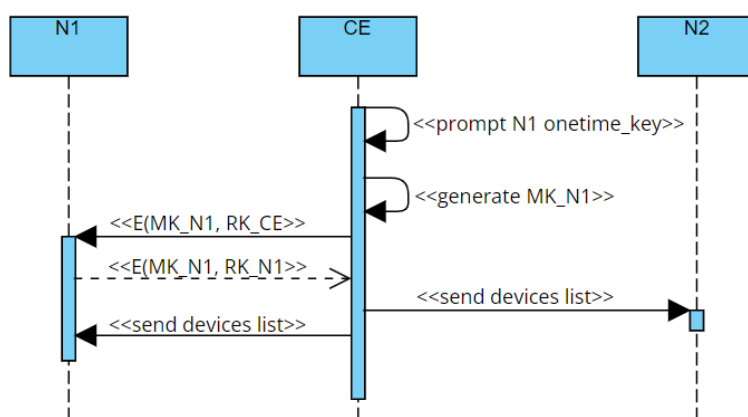 N1
CE
N2
<<prompt N1 onetime_key>>
<<generate MK_N1>>
<<E(MK_N1, RK_CE>>
<<E(MK_N1, RK_N1>>
<<send devices list>>
<<send devices list>>